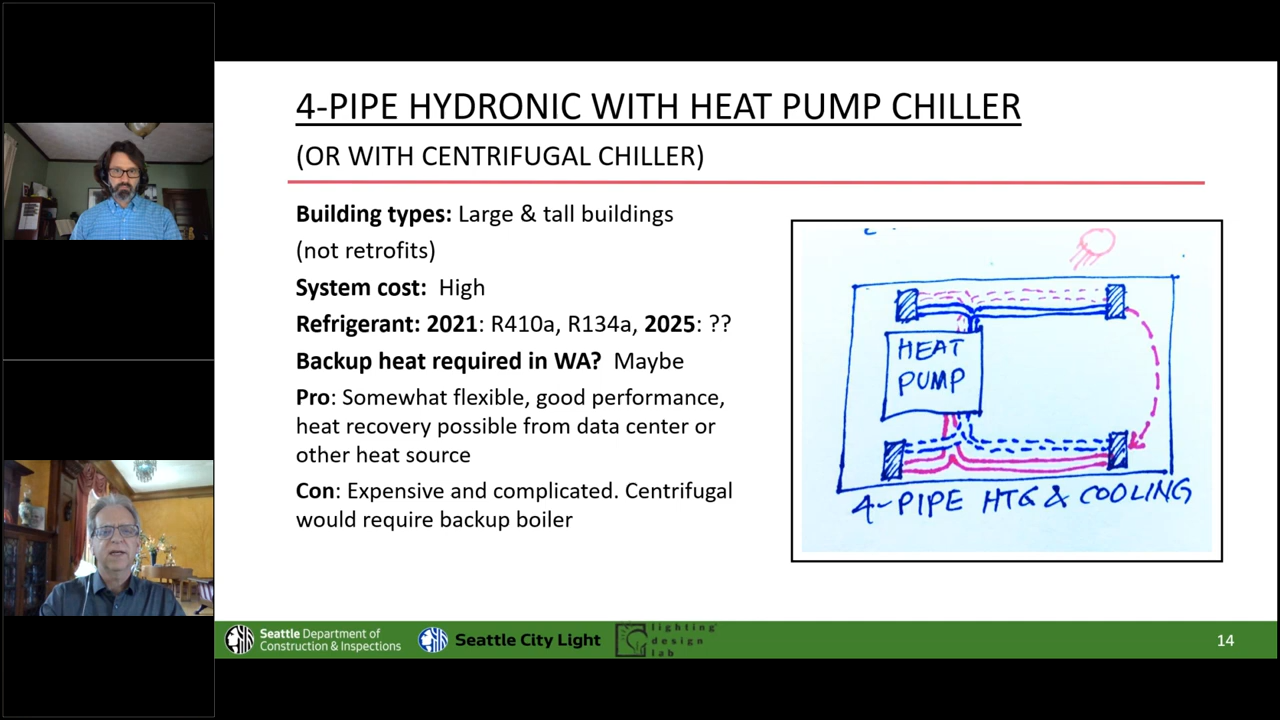 4-PIPE HYDRONIC WITH HEAT PUMP CHILLER
(OR WITH CENTRIFUGAL CHILLER)
Building types: Large & tall buildings
(not retrofits)
System cost: High
Refrigerant: 2021: R410a, R134a, 2025: ??
Backup heat required in WA? Maybe
Pro: Somewhat flexible, good performance,
heat recovery possible from data center or
other heat source
Con: Expensive and complicated. Centrifugal
would require backup boiler
HEAT
PUMP
4-PIPE HTG & COOLING
Seattle Department of
Construction & Inspections
Seattle City Light
lighting
design
lab
14